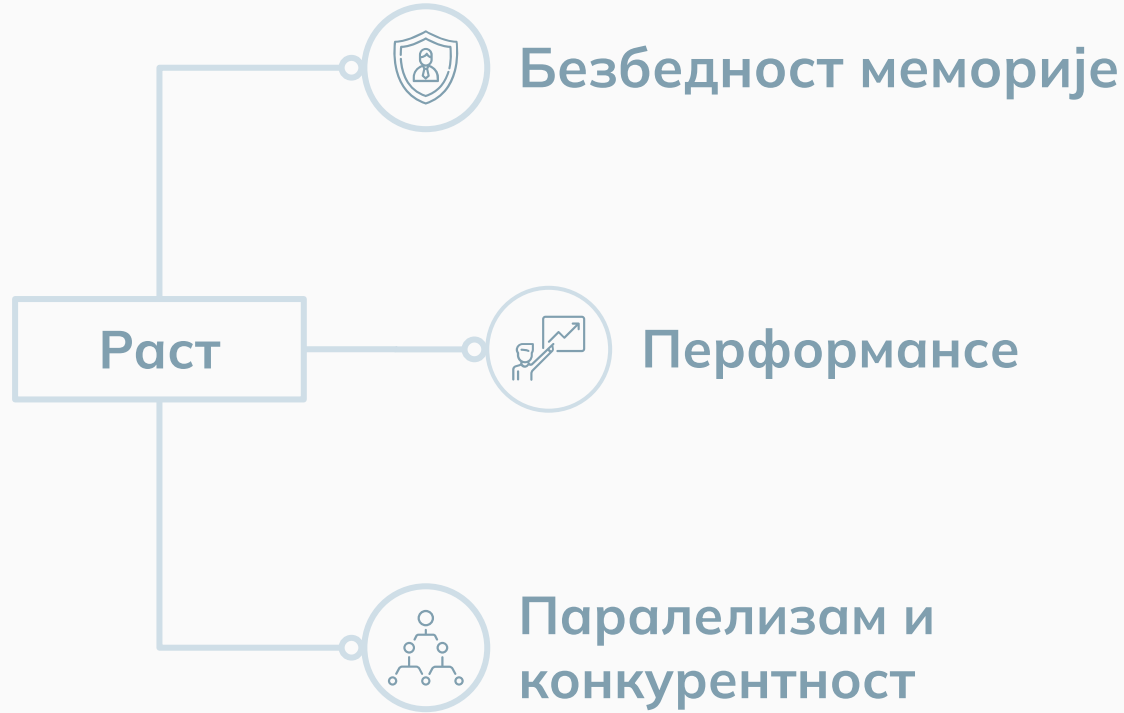 Безбедност меморије
Раст
Перформансе
Паралелизам и
конкурентност